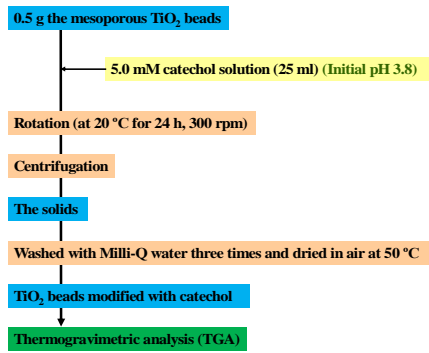 0.5 g the mesoporous TiO₂ beads
5.0 mM catechol solution (25 ml) (Initial pH 3.8)
Rotation (at 20 ºC for 24 h, 300 rpm)
Centrifugation
The solids
Washed with Milli-Q water three times and dried in air at 50 ºC
TiO₂ beads modified with catechol
Thermogravimetric analysis (TGA)